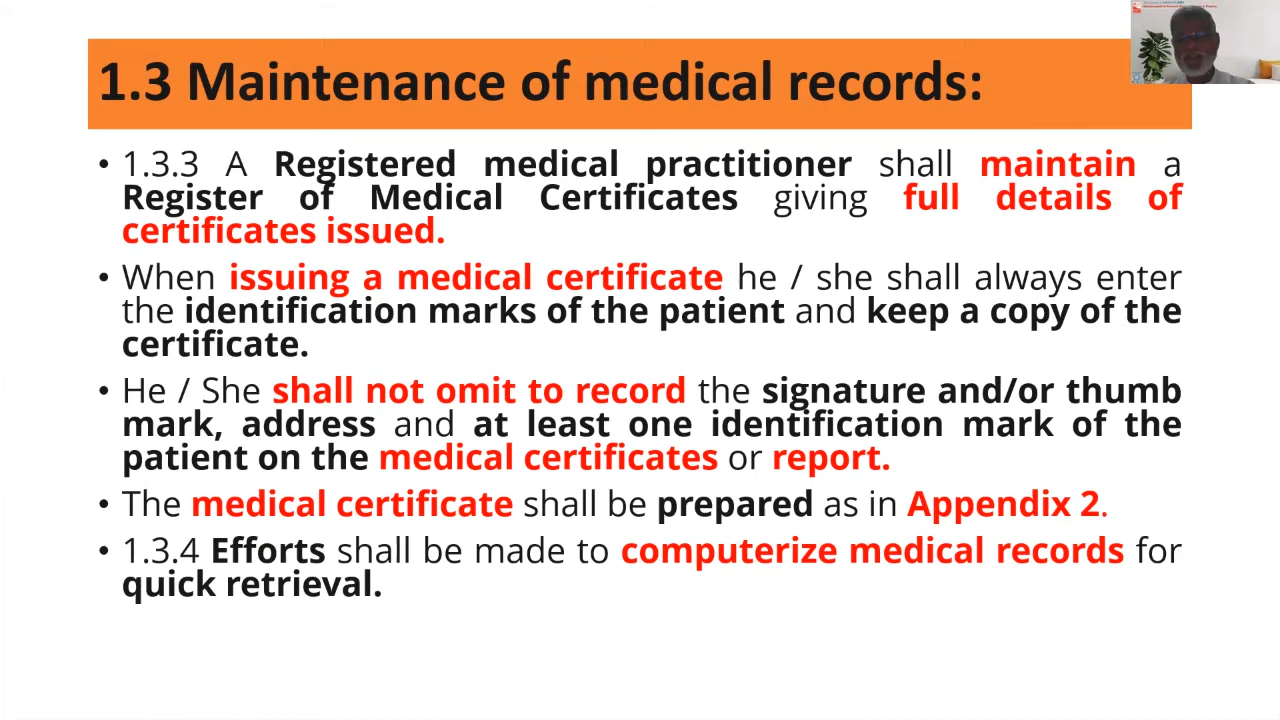 1.3 Maintenance of medical records:
• 1.3.3 A Registered medical practitioner shall maintain a
Register of Medical Certificates giving full details of
certificates issued.
• When issuing a medical certificate he / she shall always enter
the identification marks of the patient and keep a copy of the
certificate.
• He / She shall not omit to record the signature and/or thumb
mark, address and at least one identification mark of the
patient on the medical certificates or report.
• The medical certificate shall be prepared as in Appendix 2.
• 1.3.4 Efforts shall be made to computerize medical records for
quick retrieval.